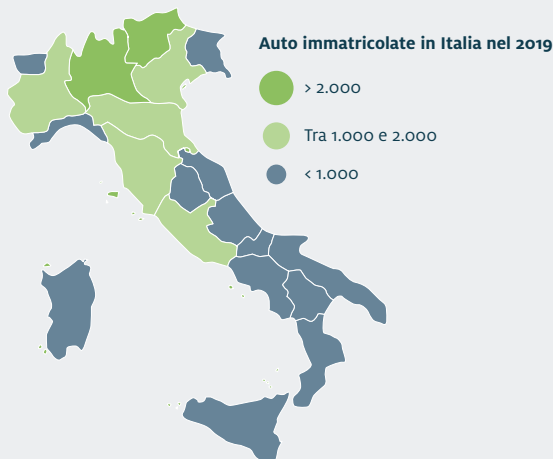 Auto immatricolate in Italia nel 2019
> 2.000
Tra 1.000 e 2.000
< 1.000